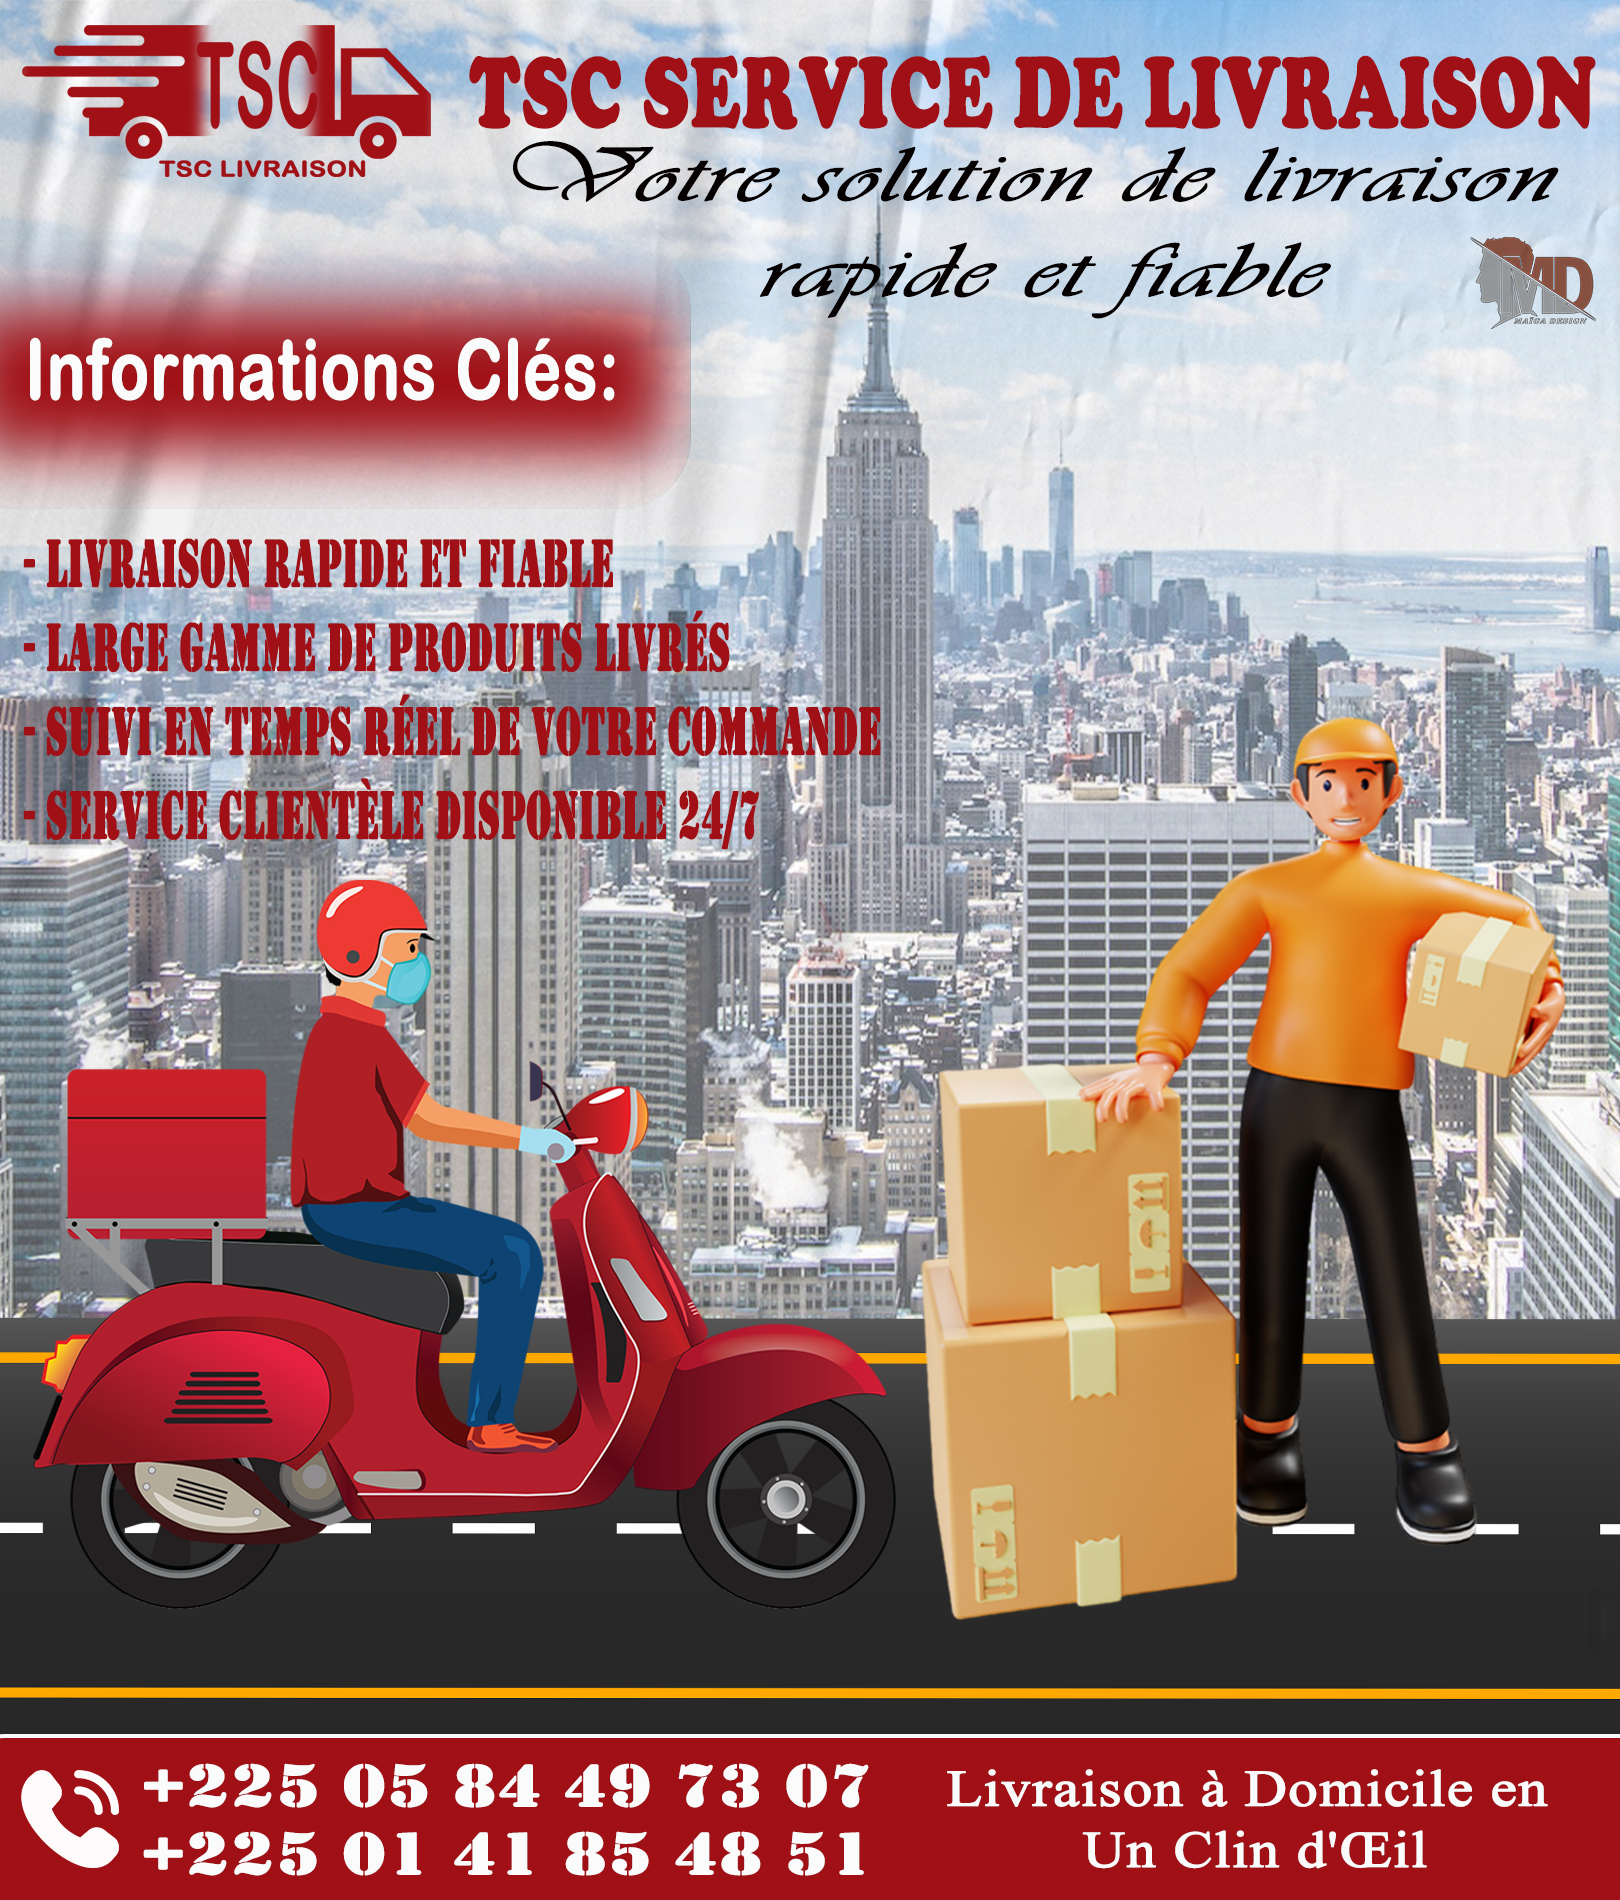 TSC
TSC LIVRAISON
TSC SERVICE DE LIVRAISON
Votre solution de livraison
rapide et fiable
MD
MAÏGA DESIGN
Informations Clés:
- LIVRAISON RAPIDE ET FIABLE
- LARGE GAMME DE PRODUITS LIVRÉS
- SUIVI EN TEMPS RÉEL DE VOTRE COMMANDE
- SERVICE CLIENTÈLE DISPONIBLE 24/7
+225 05 84 49 73 07
+225 01 41 85 48 51
Livraison à Domicile en
Un Clin d'Œil